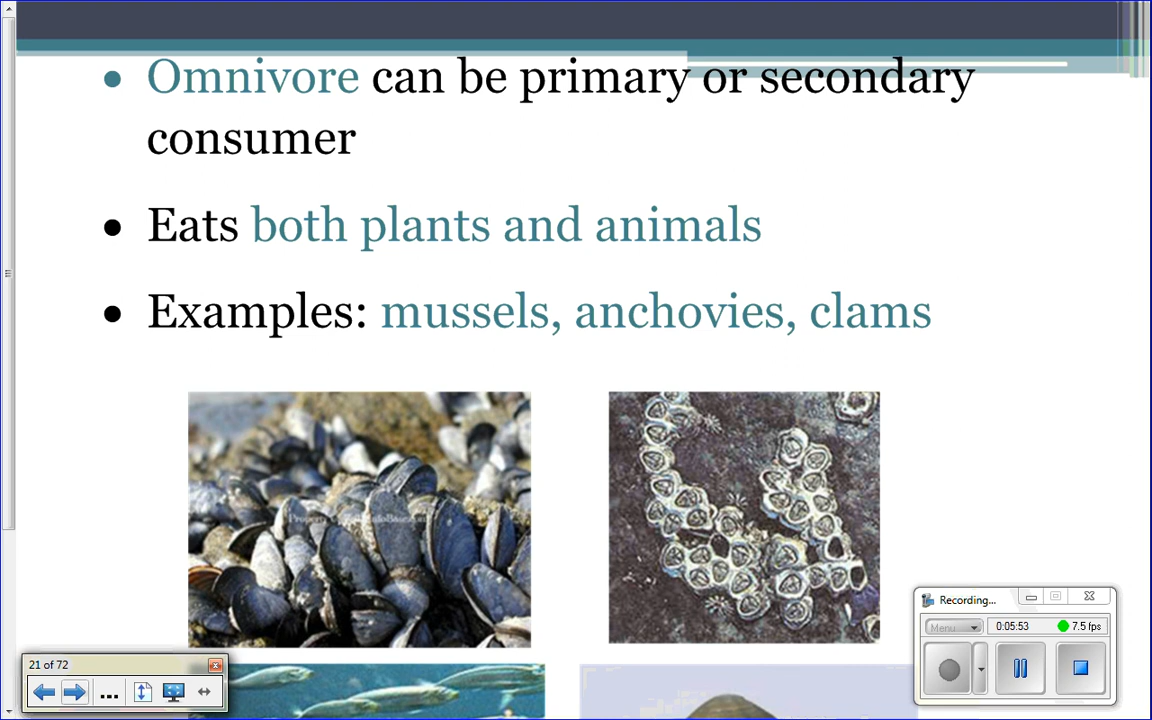 Omnivore can be primary or secondary
consumer
Eats both plants and animals
Examples: mussels, anchovies, clams
Recording...
Menu
0:05:53
7.5 fps
21 of 72